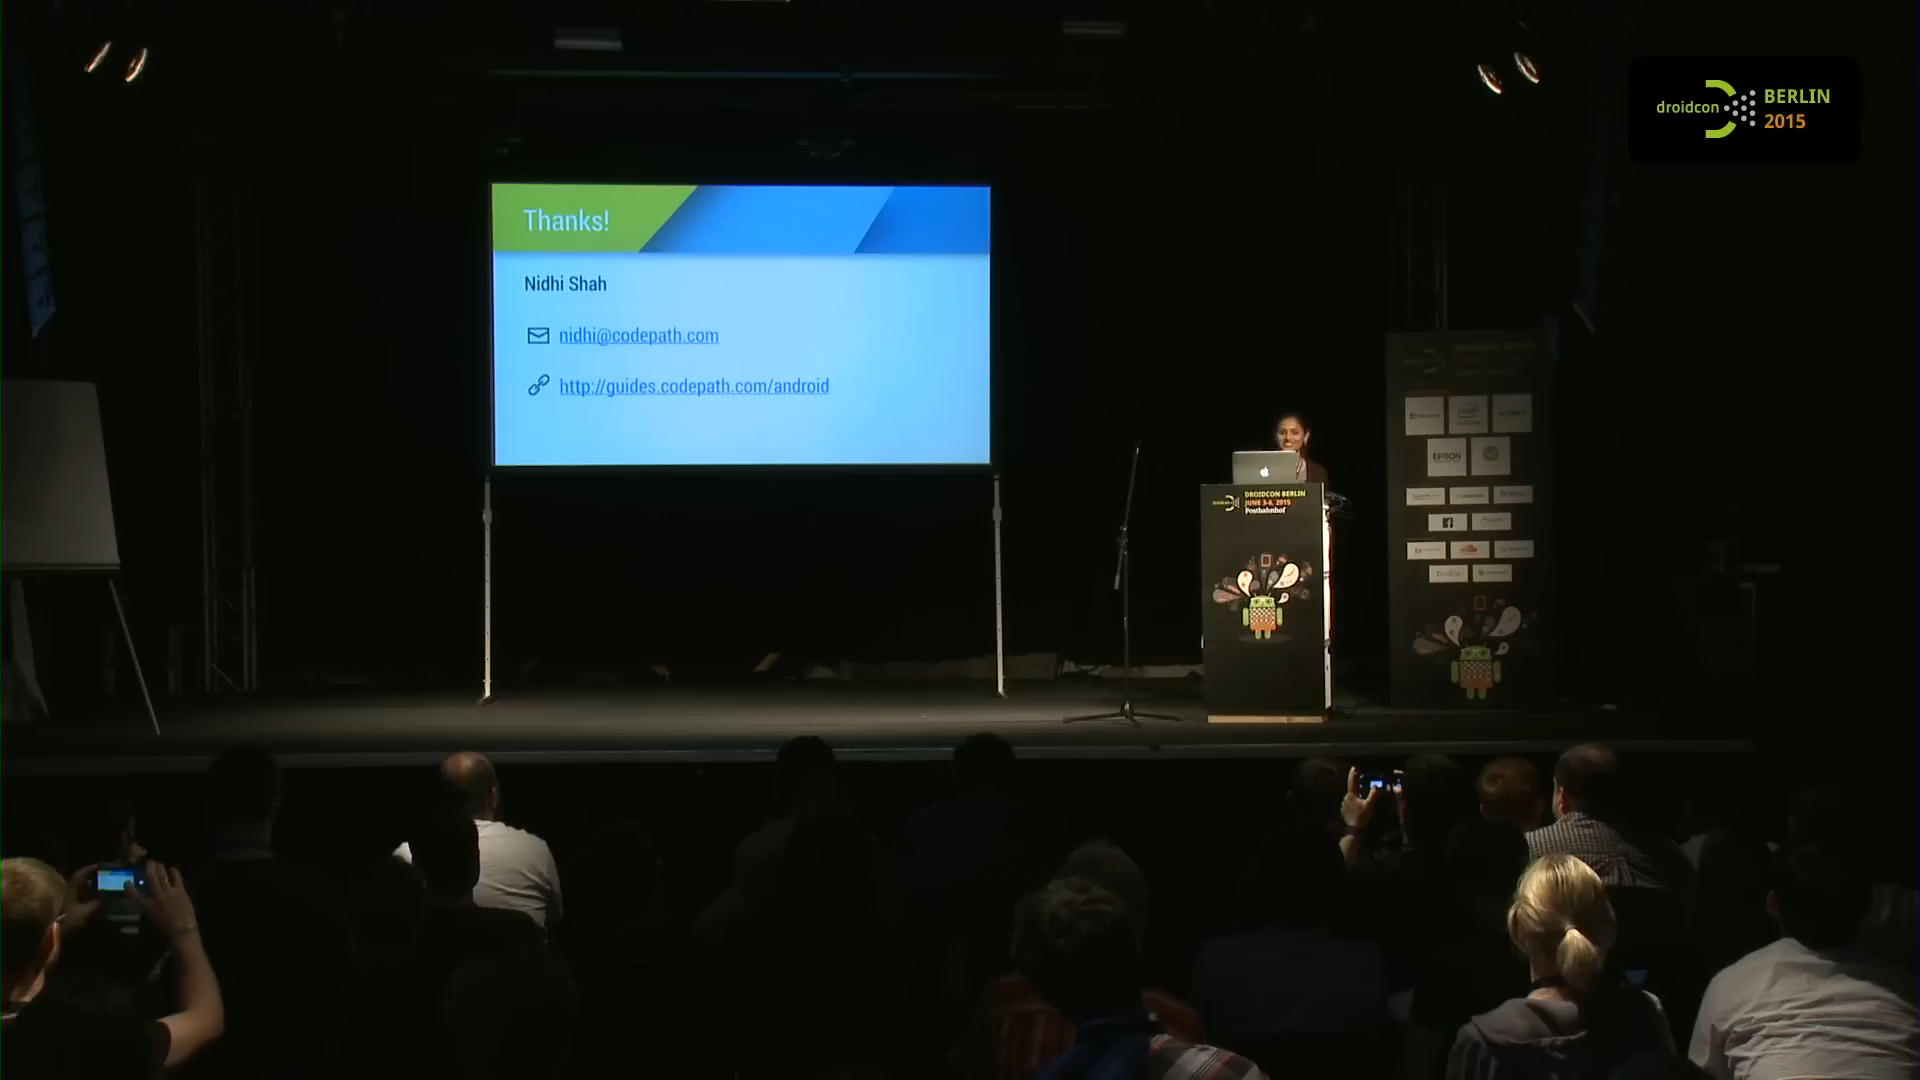 droidcon
BERLIN
2015
Thanks!
Nidhi Shah
nidhi@codepath.com
http://guides.codepath.com/android
DROIDCON BERLIN
JUNE 3-6, 2015
Postbahnhof
EPSON